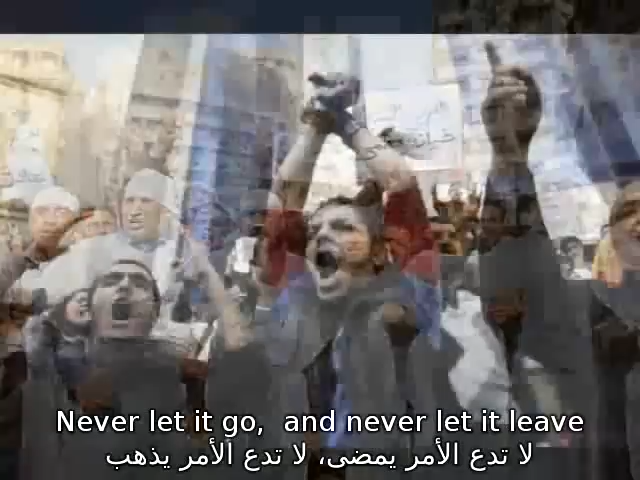 Never let it go,  and never let it leave
لا تدع الأمر يمضى، لا تدع الأمر يذهب